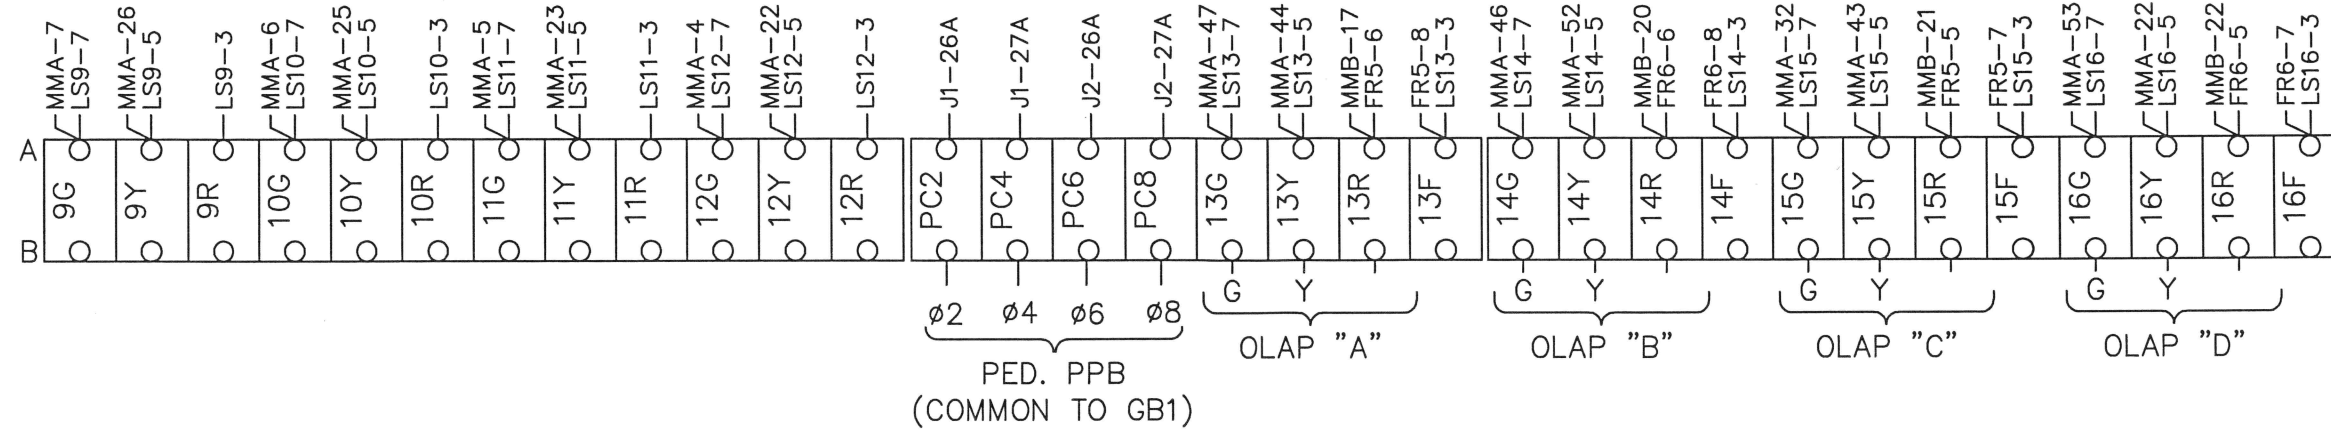 MMA-7
LS9-7
MMA-26
LS9-5
LS9-3
MMA-6
LS10-7
MMA-25
LS10-5
LS10-3
MMA-5
LS11-7
MMA-23
LS11-5
LS11-3
MMA-4
LS12-7
MMA-22
LS12-5
LS12-3
J1-26A
J1-27A
J2-26A
J2-27A
MMA-47
LS13-7
MMA-44
LS13-5
MMB-17
FR5-6
FR5-8
LS13-3
MMA-46
LS14-7
MMA-52
LS14-5
MMB-20
FR6-6
FR6-8
LS14-3
MMA-32
LS15-7
MMA-43
LS15-5
MMB-21
FR5-5
FR5-7
LS15-3
MMA-53
LS16-7
MMA-22
LS16-5
MMB-22
FR6-5
FR6-7
LS16-3
A
9G
9Y
9R
10G
10Y
10R
11G
11Y
11R
12G
12Y
12R
PC2
PC4
PC6
PC8
13G
13Y
13R
13F
14G
14Y
14R
14F
15G
15Y
15R
15F
16G
16Y
16R
16F
B
G Y G Y G Y G Y
ø2 ø4 ø6 ø8
OLAP "A" OLAP "B" OLAP "C" OLAP "D"
PED. PPB
(COMMON TO GB1)